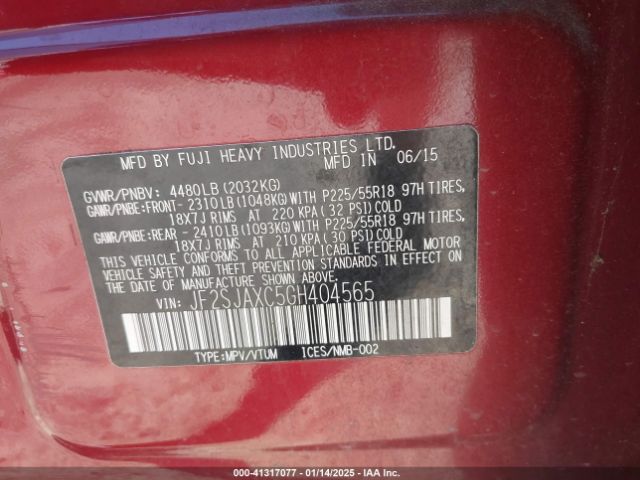 MFD BY FUJI HEAVY INDUSTRIES LTD.
MFD IN 06/15
GVWR/PNBV: 4480LB (2032KG)
GAWR/PNBE:FRONT- 2310LB(1048KG)WITH P225/55R18 97H TIRES,
18X7J RIMS AT 220 KPA(32 PSI)COLD
GAWR/PNBE:REAR - 2410LB(1093KG)WITH P225/55R18 97H TIRES,
18X7J RIMS AT 210 KPA(30 PSI)COLD
THIS VEHICLE CONFORMS TO ALL APPLICABLE FEDERAL MOTOR
VEHICLE SAFETY AND THEFT PREVENTION STANDARDS IN EFFECT
ON THE DATE OF MANUFACTURE SHOWN ABOVE.
VIN: JF2SJAXC5GH404565
TYPE:MPV/VTUM ICES/NMB-002
000-41317077 - 01/14/2025 - IAA Inc.